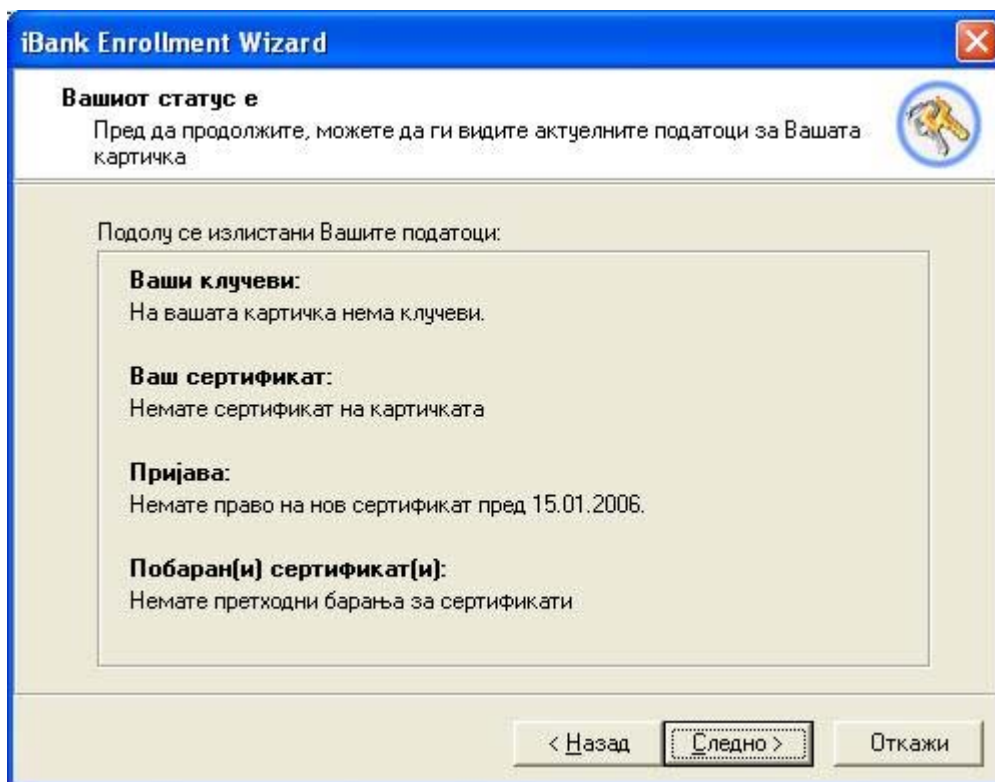 iBank Enrollment Wizard
Вашиот статус е
Пред да продолжите, можете да ги видите актуелните податоци за Вашата
картичка
Подолу се излистани Вашите податоци:
Ваши клучеви:
На вашата картичка нема клучеви.
Ваш сертификат:
Немате сертификат на картичката
Пријава:
Немате право на нов сертификат пред 15.01.2006.
Побаран(и) сертификат(и):
Немате претходни барања за сертификати
< Назад
Следно >
Откажи